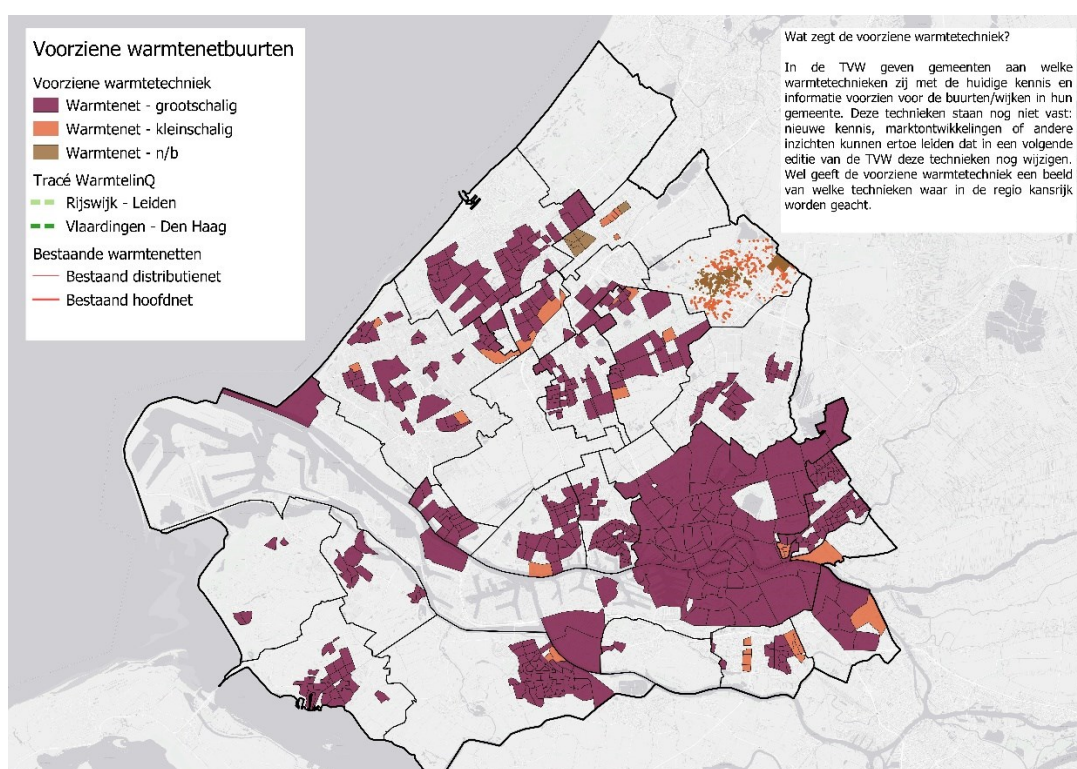 Voorziene warmtenetbuurten
Voorziene warmtetechniek
Warmtenet - grootschalig
Warmtenet - kleinschalig
Warmtenet - n/b
Tracé WarmtelinQ
Rijswijk - Leiden
Vlaardingen - Den Haag
Bestaande warmtenetten
Bestaand distributienet
Bestaand hoofdnet
Wat zegt de voorziene warmtetechniek?
In de TVW geven gemeenten aan welke
warmtetechnieken zij met de huidige kennis en
informatie voorzien voor de buurten/wijken in hun
gemeente. Deze technieken staan nog niet vast:
nieuwe kennis, marktontwikkelingen of andere
inzichten kunnen ertoe leiden dat in een volgende
editie van de TVW deze technieken nog wijzigen.
Wel geeft de voorziene warmtetechniek een beeld
van welke technieken waar in de regio kansrijk
worden geacht.